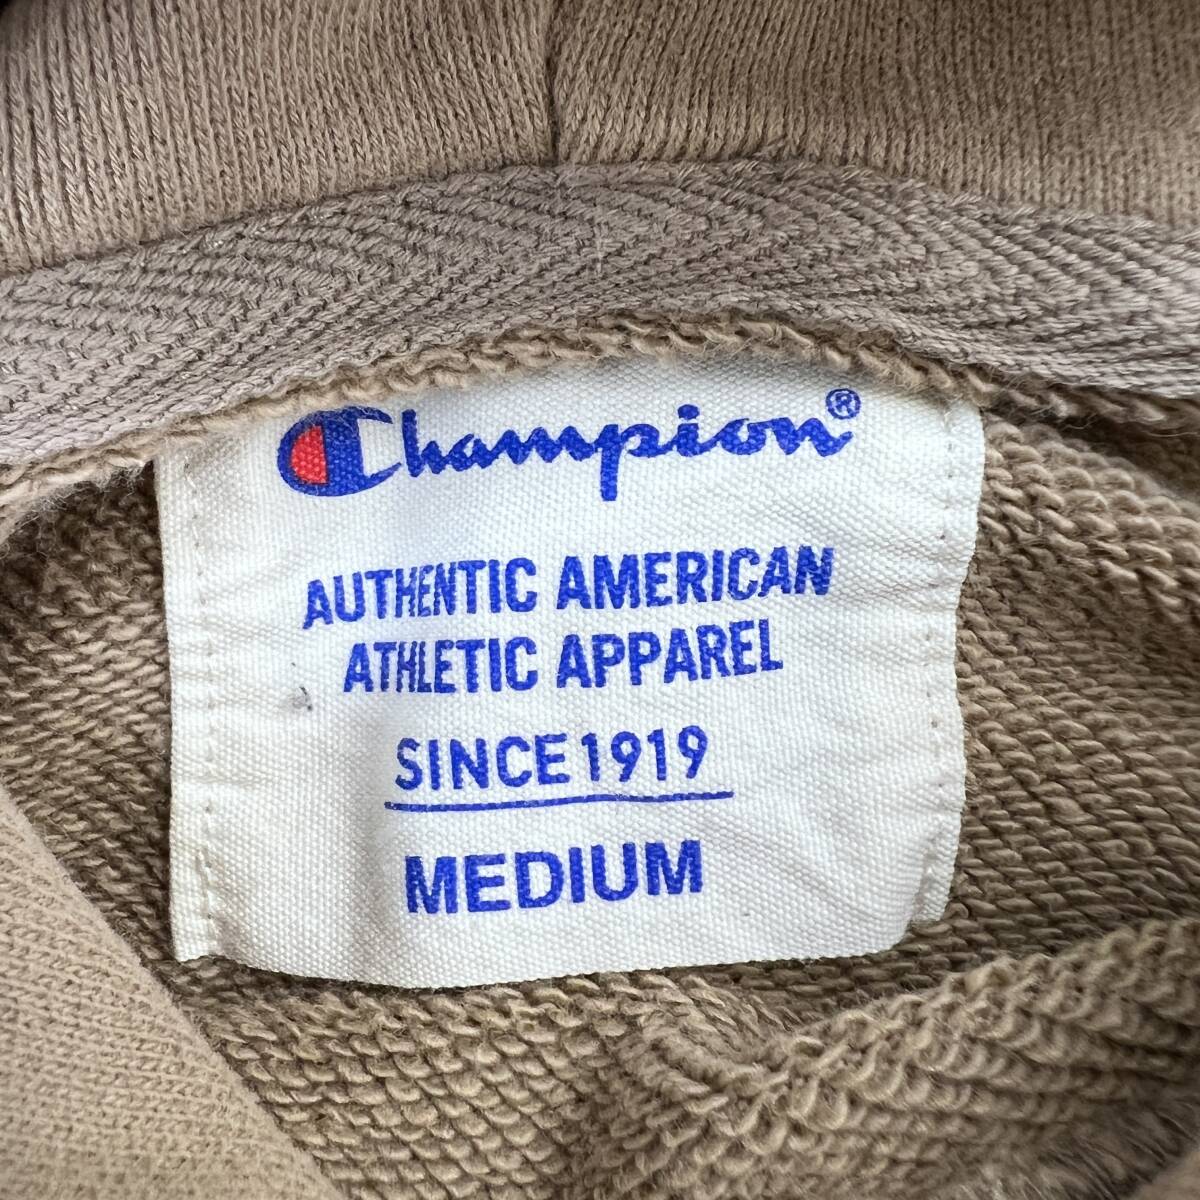 Champion®
AUTHENTIC AMERICAN
ATHLETIC APPAREL
SINCE 1919
MEDIUM